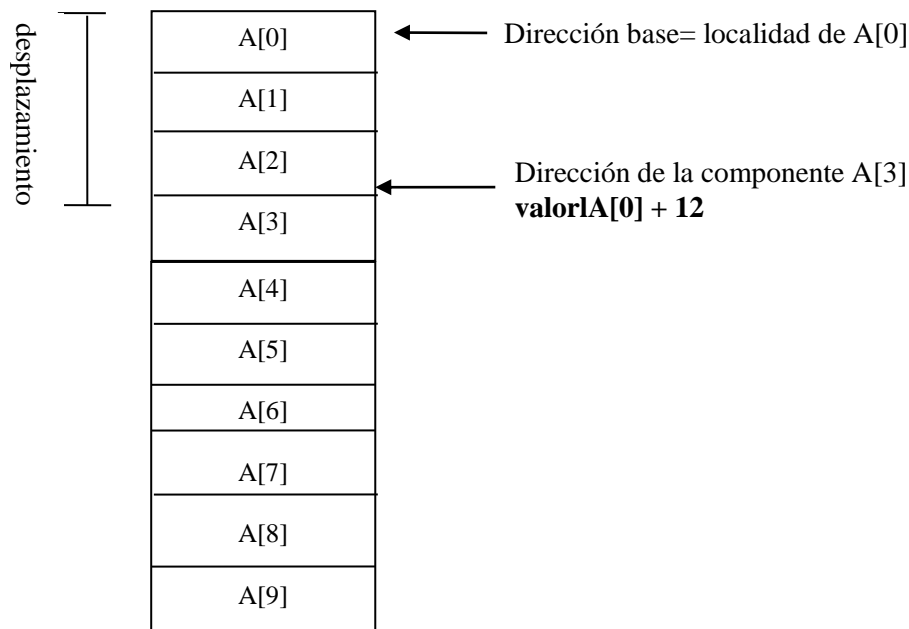 desplazamiento
A[0]
Dirección base= localidad de A[0]
A[1]
A[2]
Dirección de la componente A[3]
valorlA[0] + 12
A[3]
A[4]
A[5]
A[6]
A[7]
A[8]
A[9]